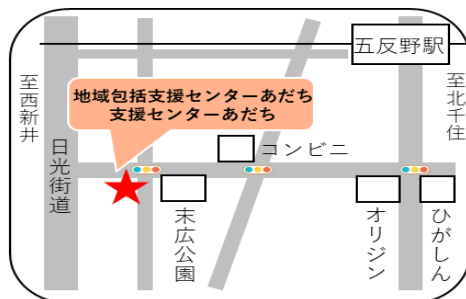 五反野駅
至西新井
至北千住
地域包括支援センターあだち
支援センターあだち
日光街道
コンビニ
末広公園
オリジン
ひがしん